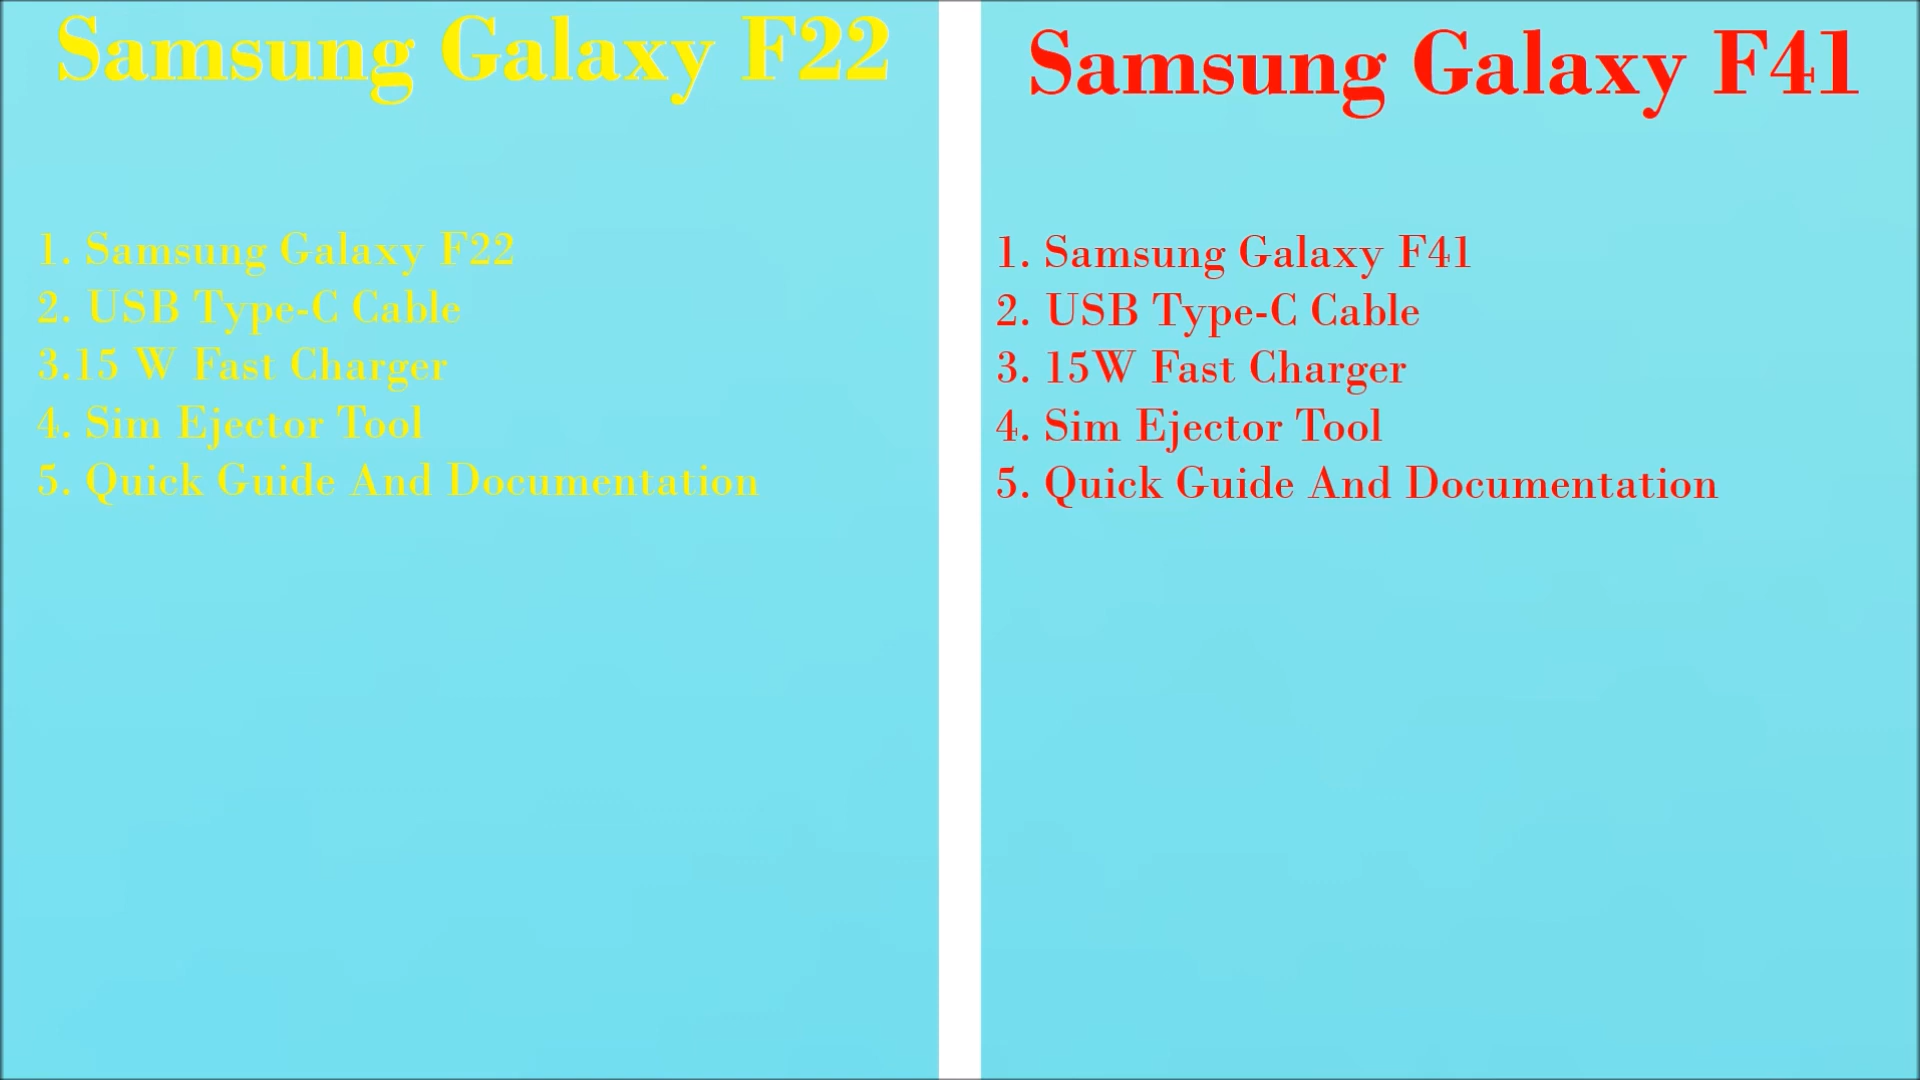 Samsung Galaxy F22
1. Samsung Galaxy F22
2. USB Type-C Cable
3.15 W Fast Charger
4. Sim Ejector Tool
5. Quick Guide And Documentation
Samsung Galaxy F41
1. Samsung Galaxy F41
2. USB Type-C Cable
3. 15W Fast Charger
4. Sim Ejector Tool
5. Quick Guide And Documentation